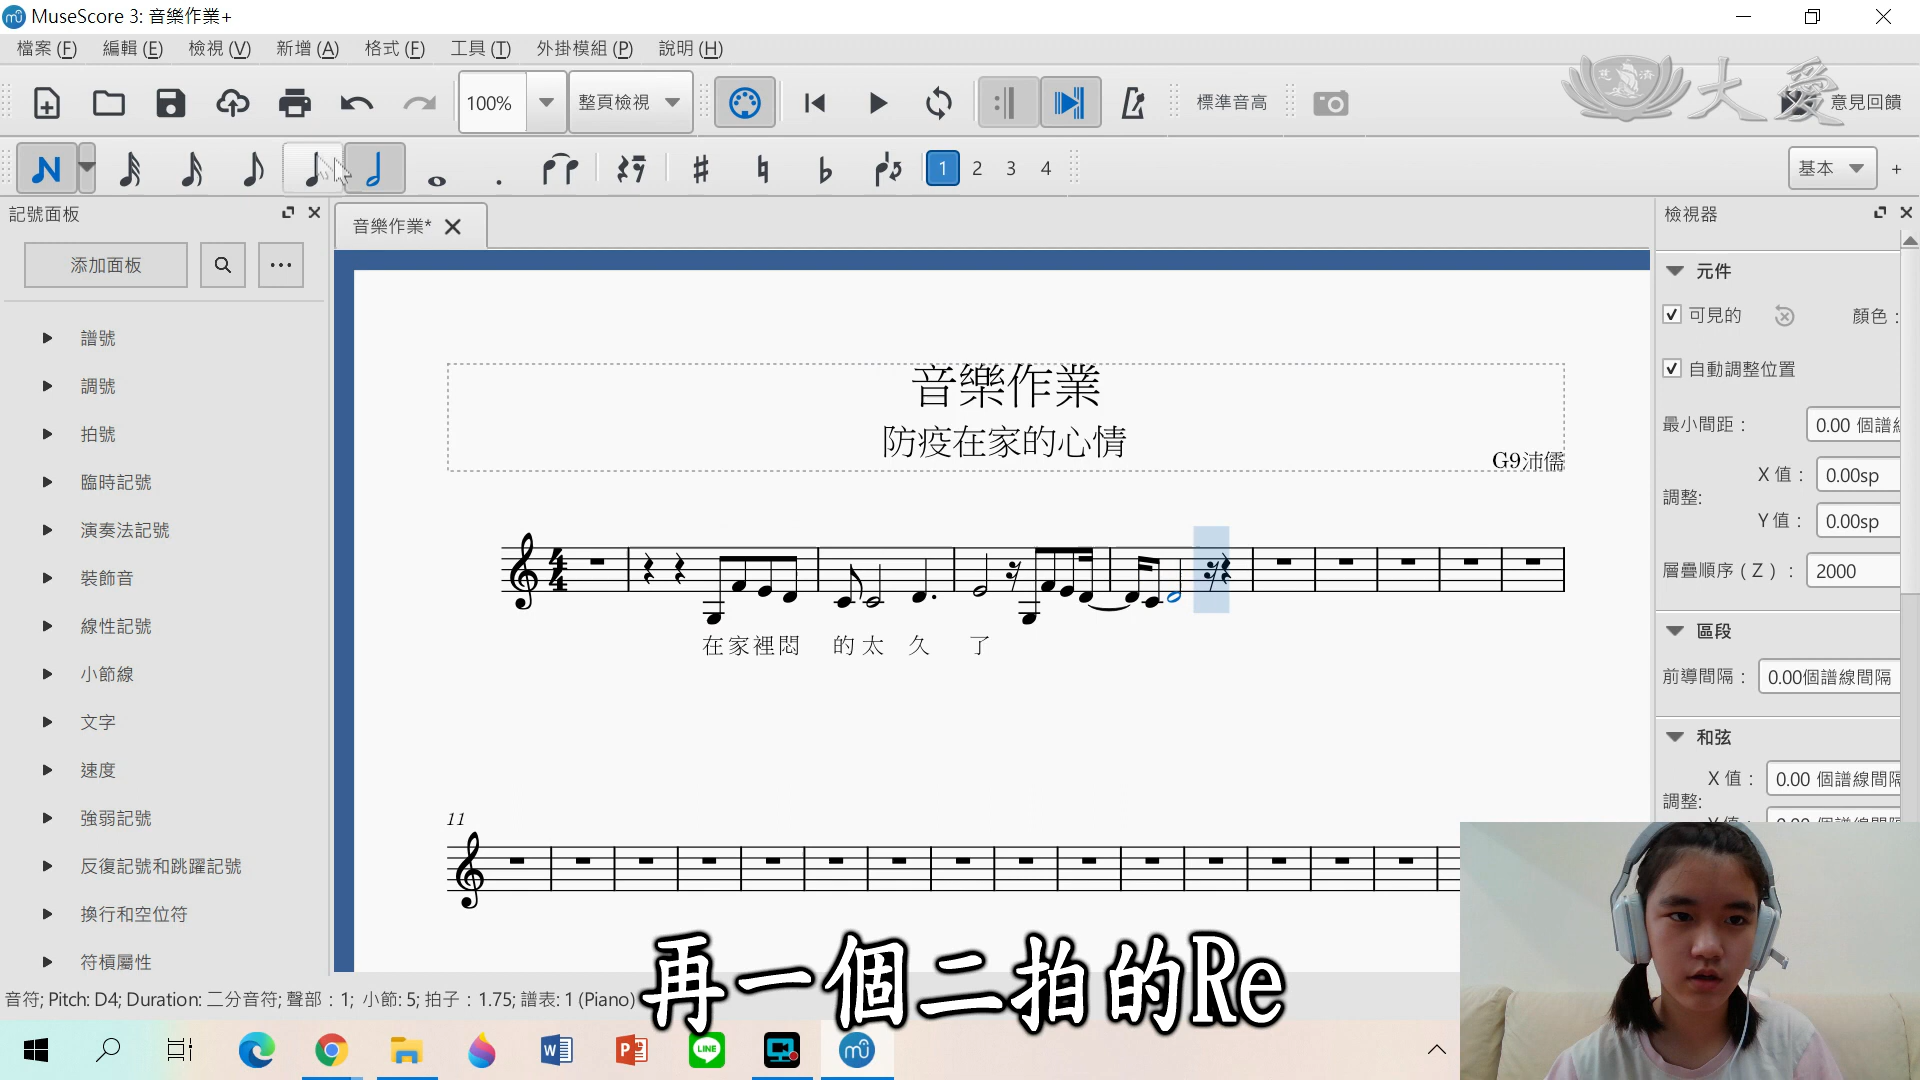 MuseScore 3: 音樂作業+
檔案 (F) 編輯 (E) 檢視 (V) 新增 (A) 格式 (F) 工具 (T) 外掛模組 (P) 說明 (H)
100% 整頁檢視 標準音高 意見回饋
大愛
1 2 3 4 基本 +
記號面板
音樂作業*
檢視器
添加面板
譜號
調號
拍號
臨時記號
演奏法記號
裝飾音
線性記號
小節線
文字
速度
強弱記號
反復記號和跳躍記號
換行和空位符
符槓屬性
音樂作業
防疫在家的心情
G9沛儒
在家裡悶 的太 久 了
11
元件
可見的 顏色 :
自動調整位置
最小間距 : 0.00 個譜線
X 值 : 0.00sp
調整:
Y 值 : 0.00sp
層疊順序 ( Z ) : 2000
區段
前導間隔 : 0.00個譜線間隔
和弦
X 值 : 0.00 個譜線間隔
調整:
音符; Pitch: D4; Duration: 二分音符; 聲部 : 1; 小節: 5; 拍子 : 1.75; 譜表: 1 (Piano)
再一個二拍的Re
LINE